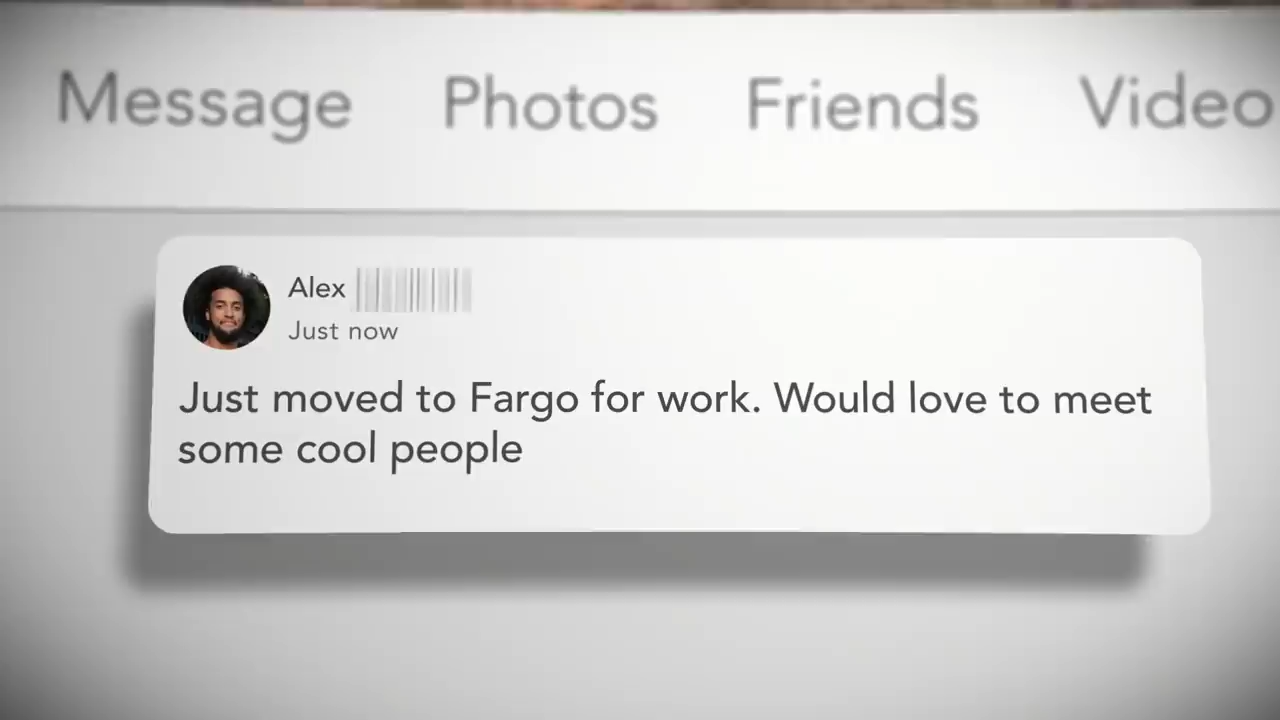 Message Photos Friends Video
Alex
Just now
Just moved to Fargo for work. Would love to meet
some cool people